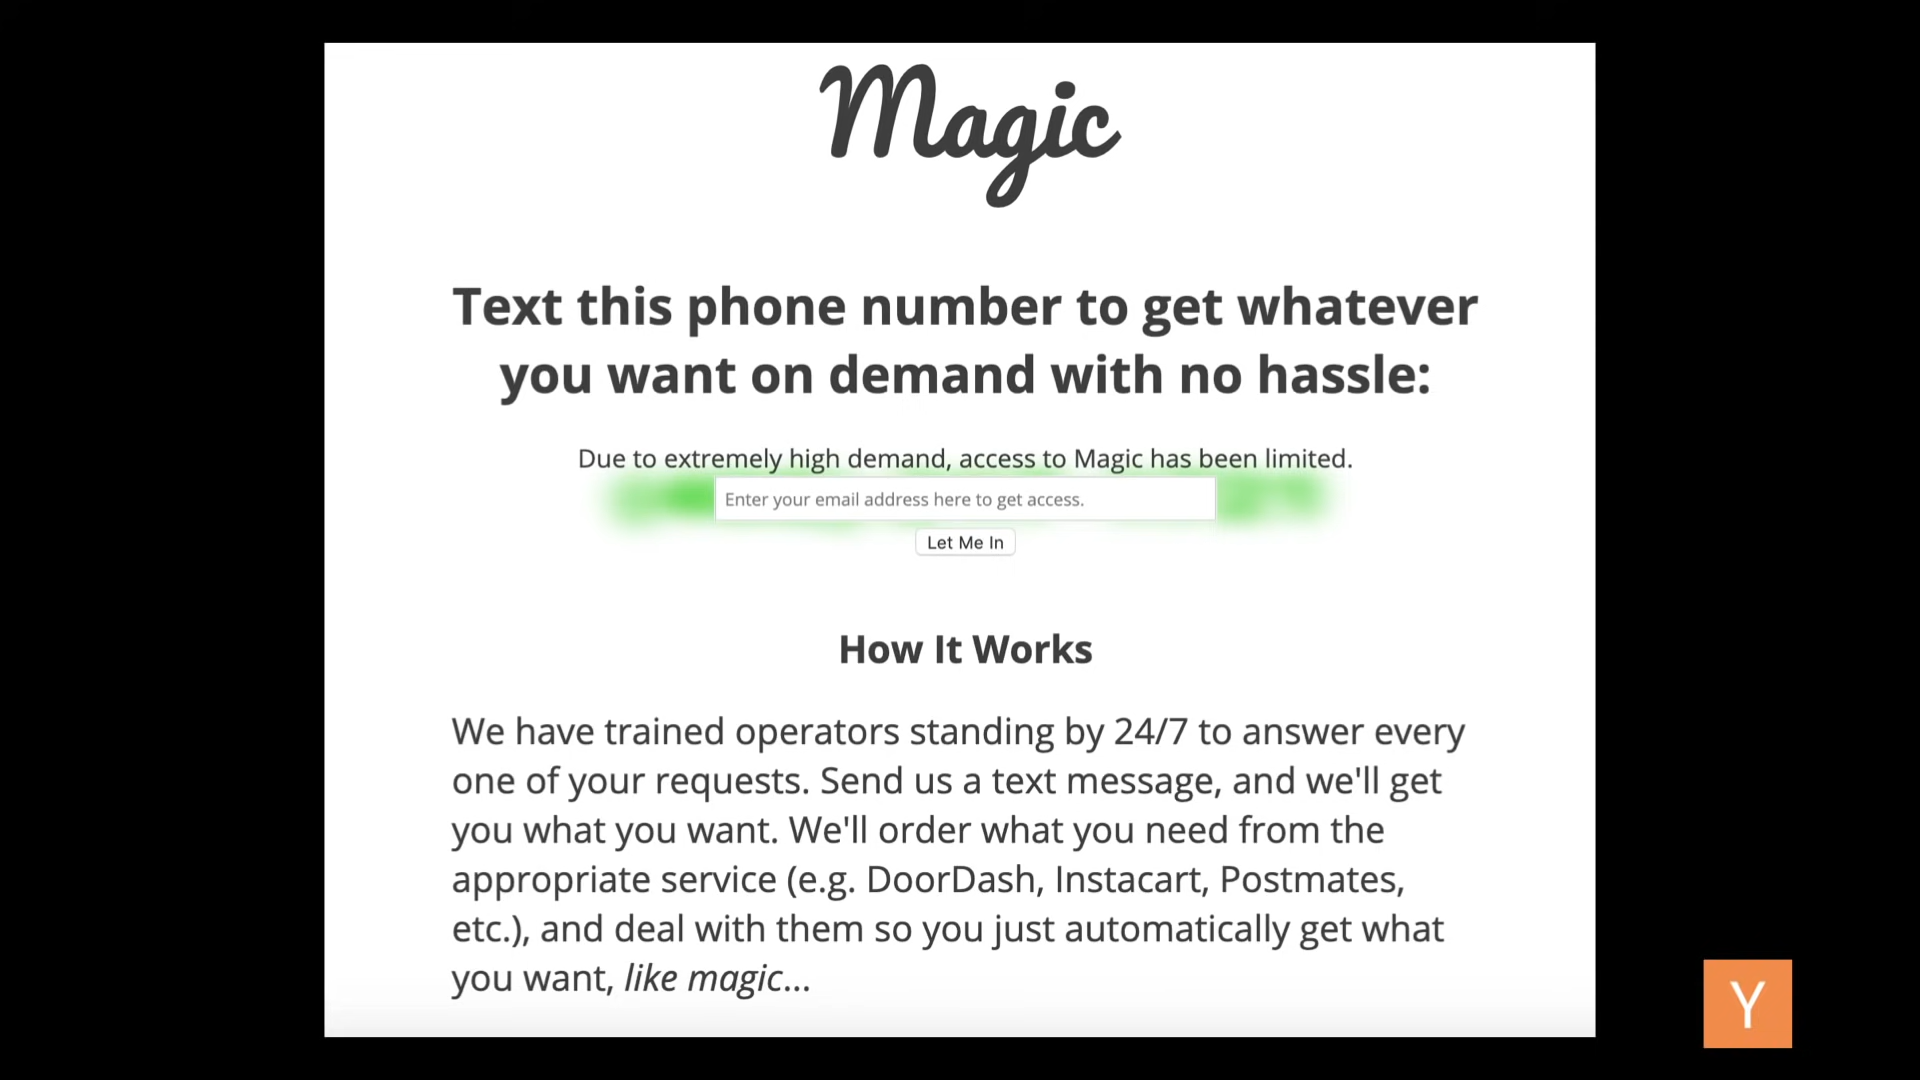 Magic
Text this phone number to get whatever
you want on demand with no hassle:
Due to extremely high demand, access to Magic has been limited.
Enter your email address here to get access.
Let Me In
How It Works
We have trained operators standing by 24/7 to answer every
one of your requests. Send us a text message, and we'll get
you what you want. We'll order what you need from the
appropriate service (e.g. DoorDash, Instacart, Postmates,
etc.), and deal with them so you just automatically get what
you want, like magic...
Y